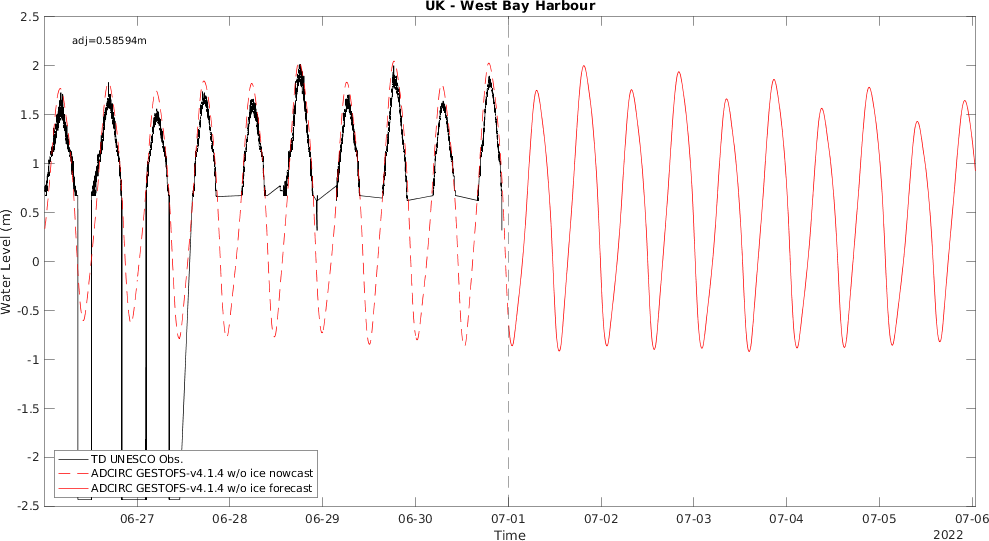 UK - West Bay Harbour
adj=0.58594m
2.5
2
1.5
1
0.5
0
-0.5
-1
-1.5
-2
-2.5
Water Level (m)
TD UNESCO Obs.
ADCIRC GESTOFS-v4.1.4 w/o ice nowcast
ADCIRC GESTOFS-v4.1.4 w/o ice forecast
06-27 06-28 06-29 06-30 07-01 07-02 07-03 07-04 07-05 07-06
Time
2022